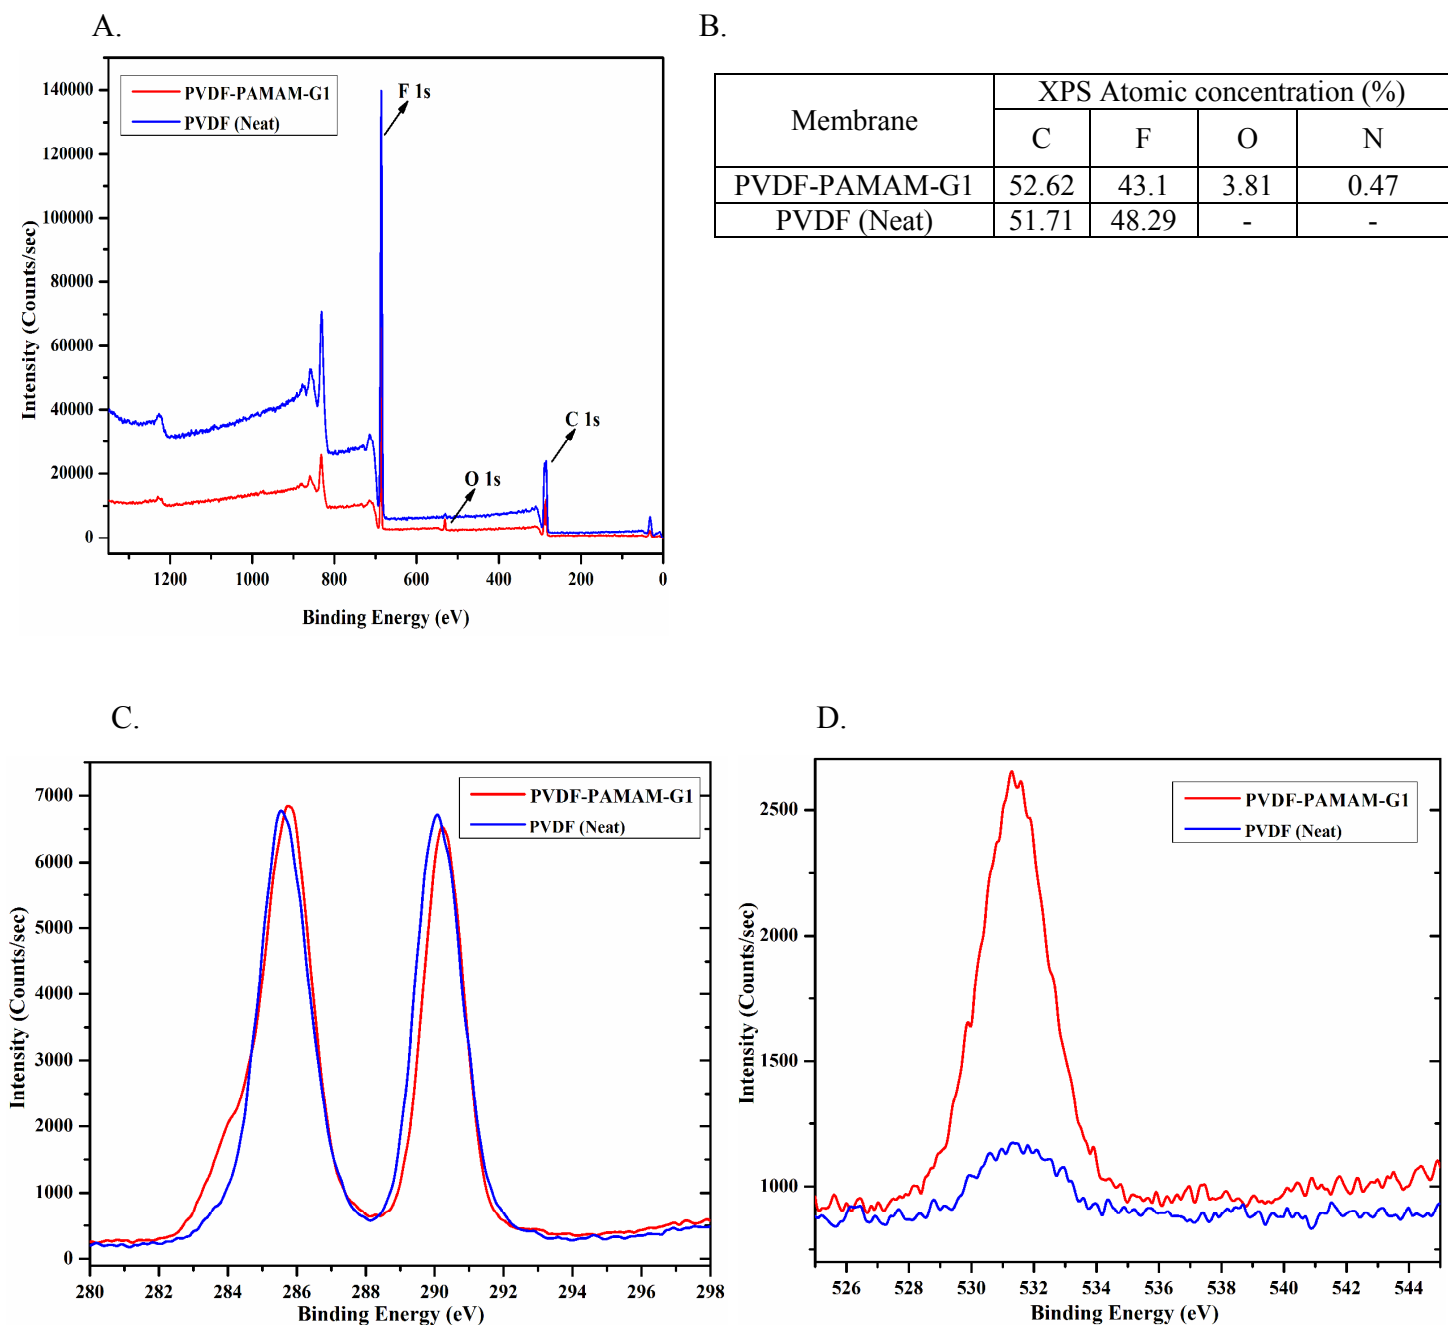 A.
B.
140000
120000
100000
80000
60000
40000
20000
0
Intensity (Counts/sec)
PVDF-PAMAM-G1
PVDF (Neat)
F 1s
O 1s
C 1s
1200 1000 800 600 400 200 0
Binding Energy (eV)
Membrane XPS Atomic concentration (%)
C F O N
PVDF-PAMAM-G1 52.62 43.1 3.81 0.47
PVDF (Neat) 51.71 48.29 - -
C.
D.
7000
6000
5000
4000
3000
2000
1000
0
Intensity (Counts/sec)
PVDF-PAMAM-G1
PVDF (Neat)
280 282 284 286 288 290 292 294 296 298
Binding Energy (eV)
2500
2000
1500
1000
Intensity (Counts/sec)
PVDF-PAMAM-G1
PVDF (Neat)
526 528 530 532 534 536 538 540 542 544
Binding Energy (eV)